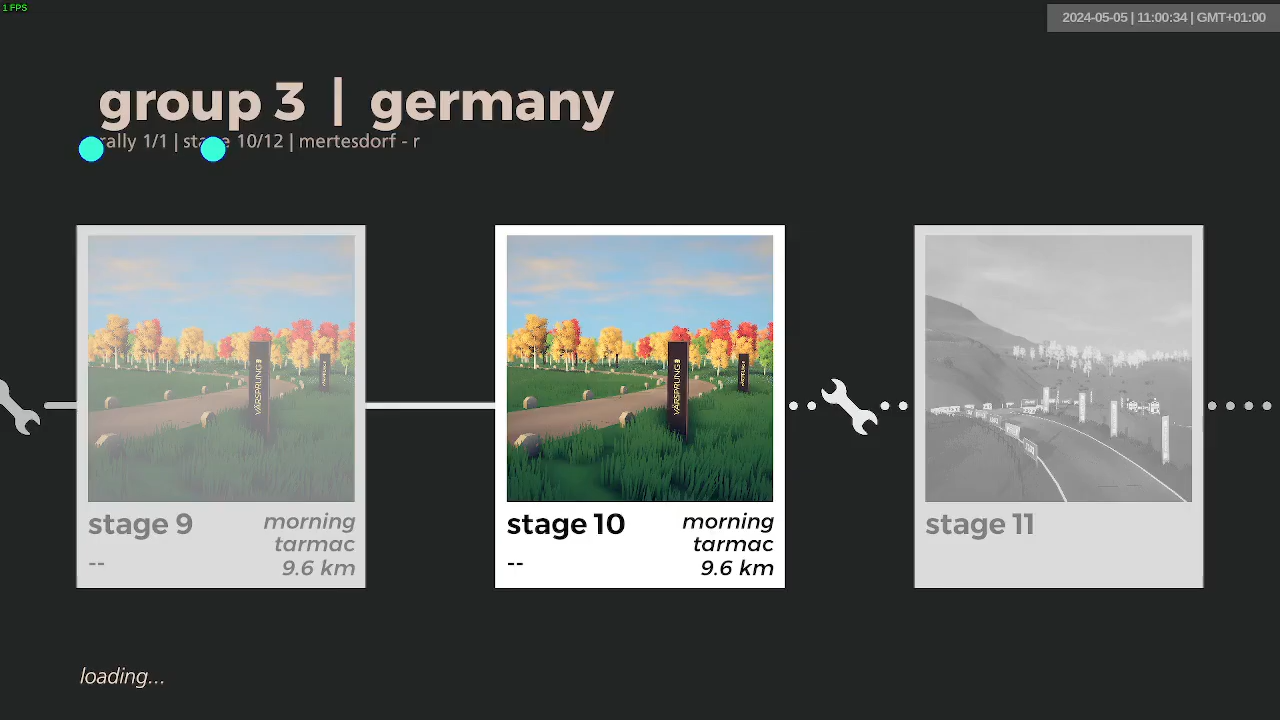 1 FPS
2024-05-05 | 11:00:34 | GMT+01:00
group 3 | germany
rally 1/1 | stage 10/12 | mertesdorf - r
VÄRSPRUNG
VÄRSPRUNG
stage 9
morning
tarmac
--
9.6 km
stage 10
morning
tarmac
--
9.6 km
stage 11
loading...